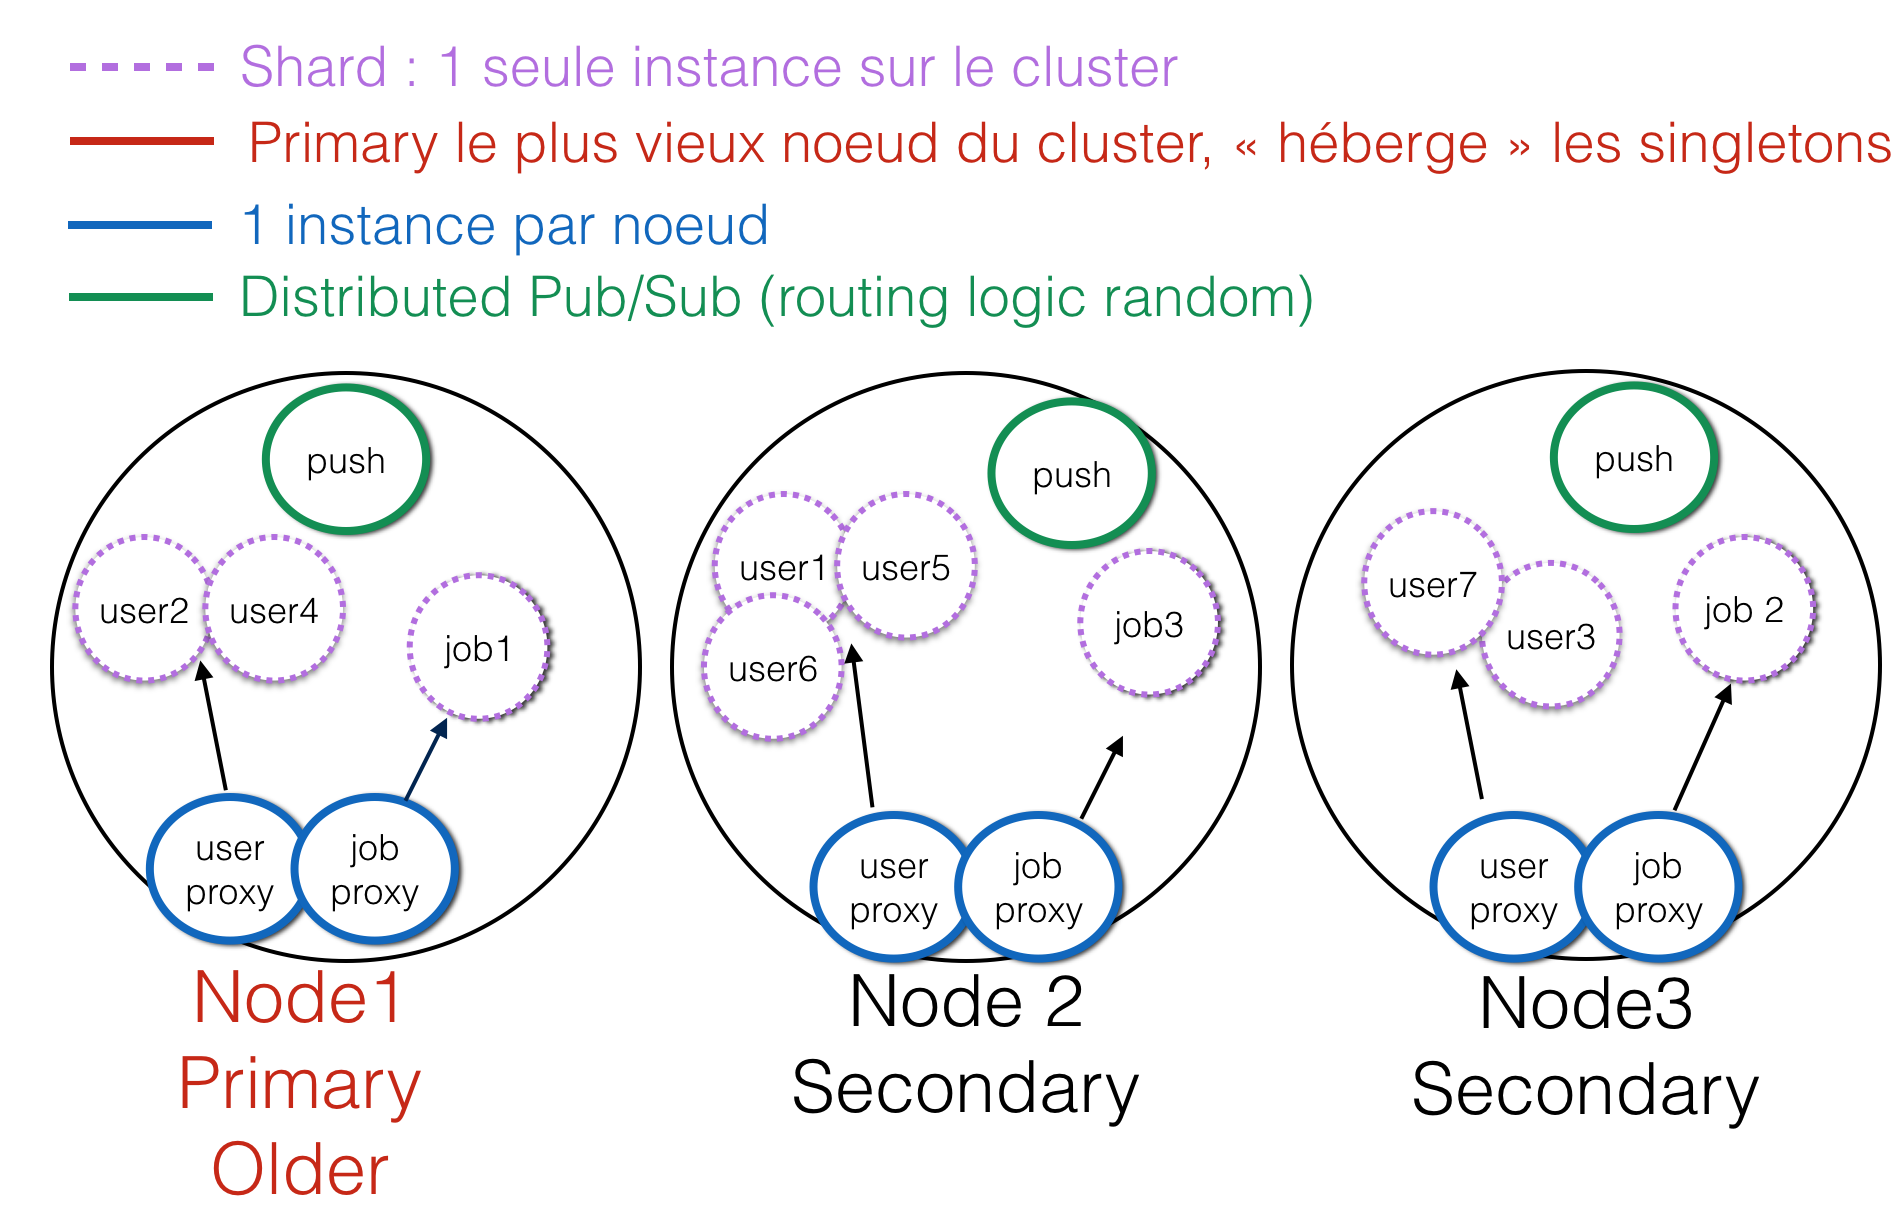 Shard : 1 seule instance sur le cluster
Primary le plus vieux noeud du cluster, « héberge » les singletons
1 instance par noeud
Distributed Pub/Sub (routing logic random)
push
user2
user4
job1
user
proxy
job
proxy
Node1
Primary
Older
push
user1
user5
user6
job3
user
proxy
job
proxy
Node 2
Secondary
push
user7
user3
job 2
user
proxy
job
proxy
Node3
Secondary